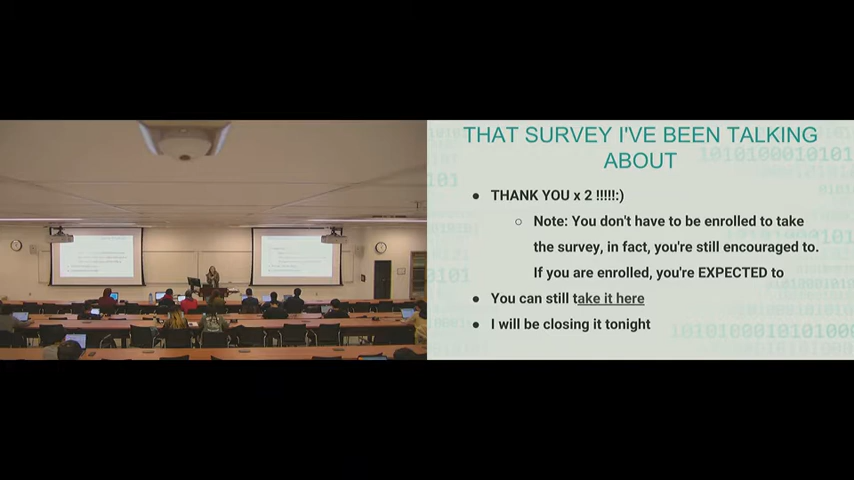 THAT SURVEY I'VE BEEN TALKING
ABOUT
● THANK YOU x 2 !!!!!:)
○ Note: You don't have to be enrolled to take
the survey, in fact, you're still encouraged to.
If you are enrolled, you're EXPECTED to
● You can still take it here
● I will be closing it tonight